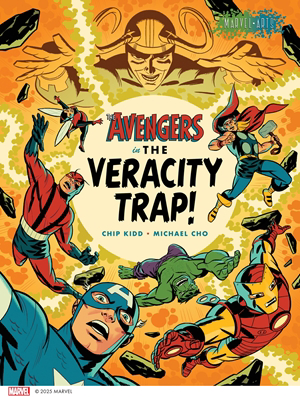 MARVEL ARTS
THE AVENGERS
in THE
VERACITY
TRAP!
CHIP KIDD • MICHAEL CHO
MARVEL © 2025 MARVEL